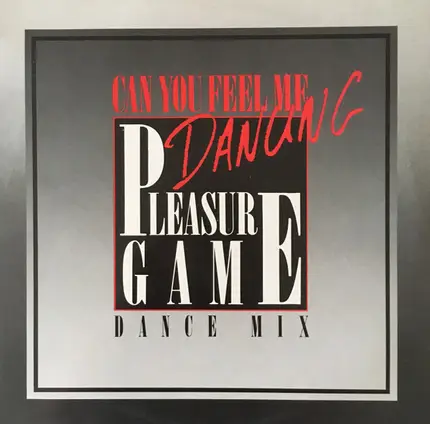 CAN YOU FEEL ME
DANCING
PLEASURE
GAME
DANCE MIX